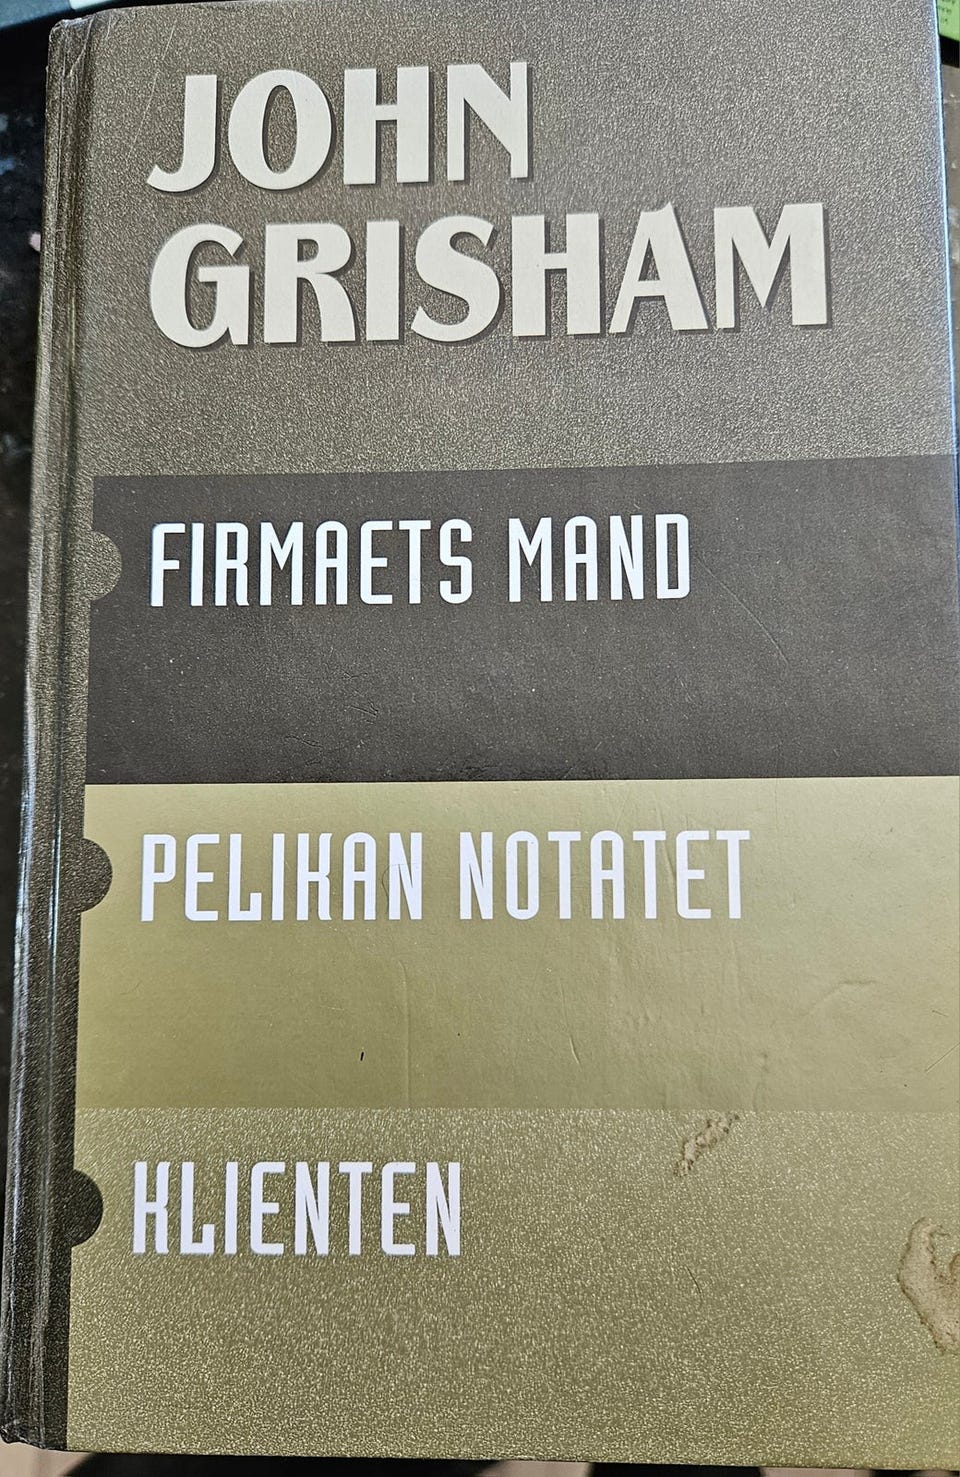 JOHN
GRISHAM
FIRMAETS MAND
PELIKAN NOTATET
KLIENTEN